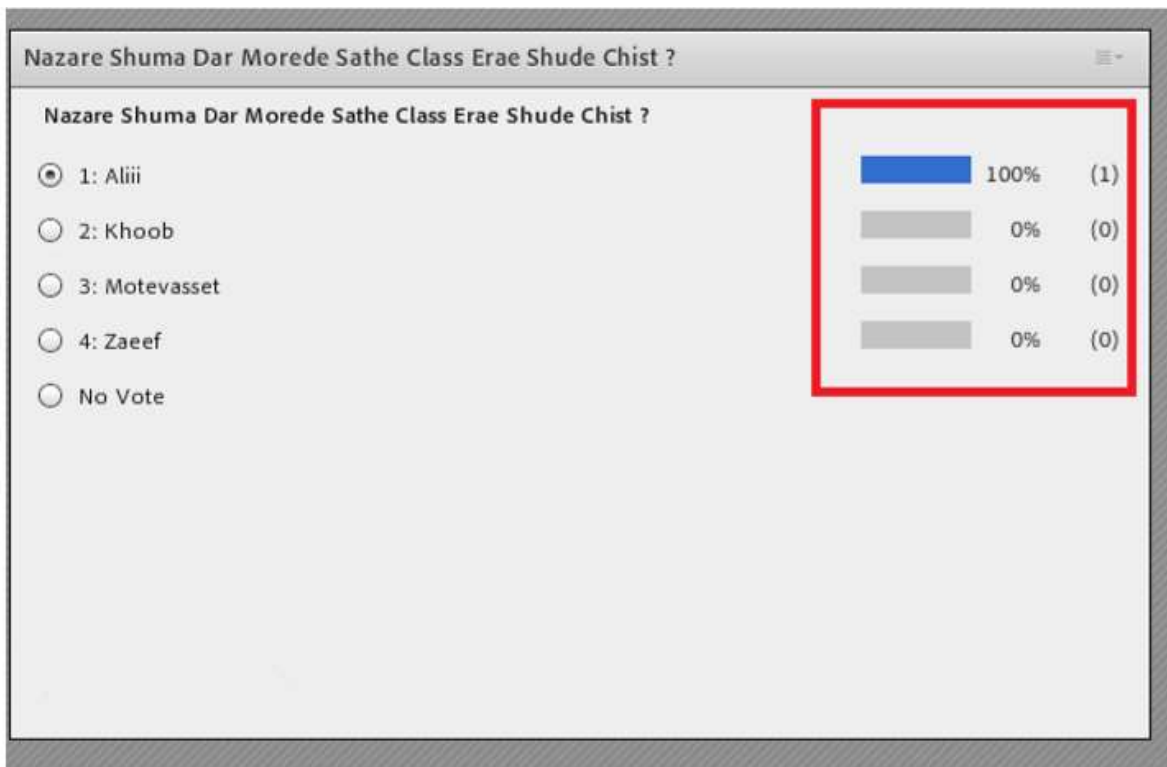 Nazare Shuma Dar Morede Sathe Class Erae Shude Chist ?
Nazare Shuma Dar Morede Sathe Class Erae Shude Chist ?
1: Aliii 100% (1)
2: Khoob 0% (0)
3: Motevasset 0% (0)
4: Zaeef 0% (0)
No Vote